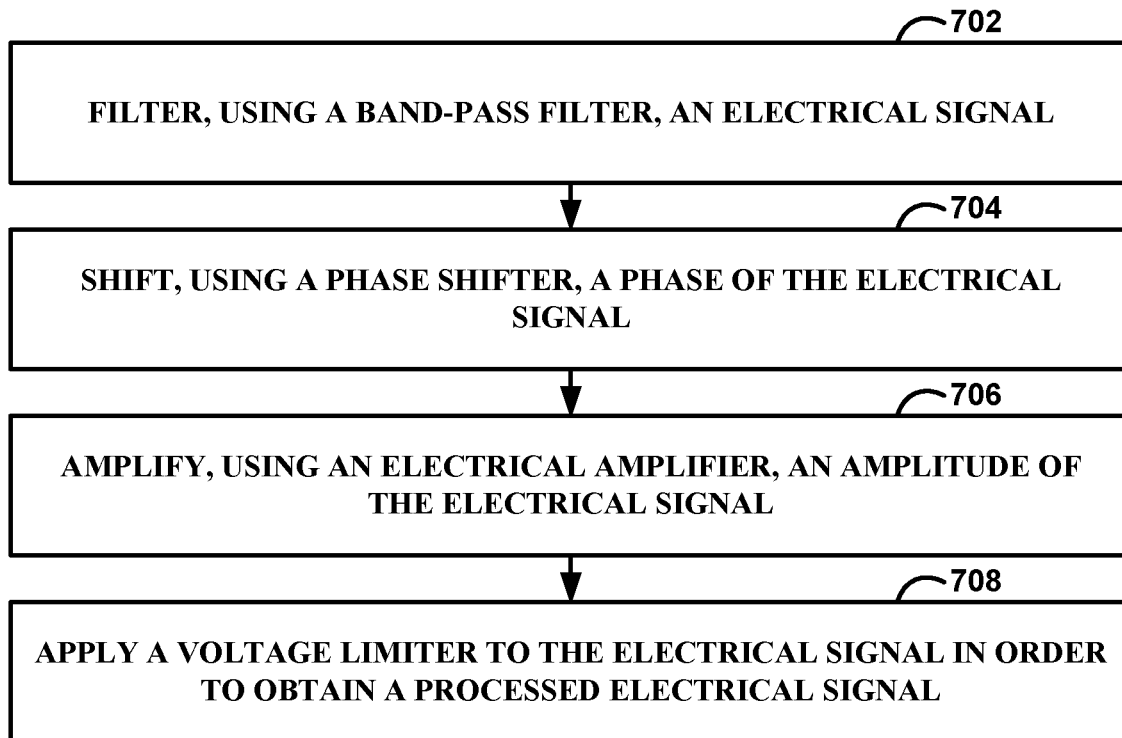 702
FILTER, USING A BAND-PASS FILTER, AN ELECTRICAL SIGNAL
704
SHIFT, USING A PHASE SHIFTER, A PHASE OF THE ELECTRICAL
SIGNAL
706
AMPLIFY, USING AN ELECTRICAL AMPLIFIER, AN AMPLITUDE OF
THE ELECTRICAL SIGNAL
708
APPLY A VOLTAGE LIMITER TO THE ELECTRICAL SIGNAL IN ORDER
TO OBTAIN A PROCESSED ELECTRICAL SIGNAL